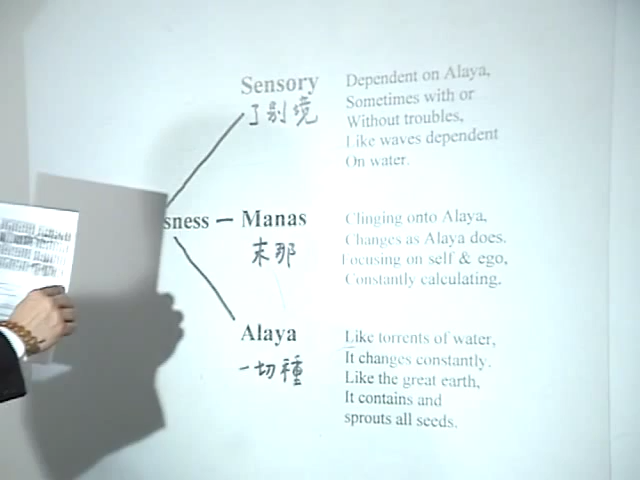 Sensory
了别境
Dependent on Alaya,
Sometimes with or
Without troubles,
Like waves dependent
On water.
sness — Manas
末那
Clinging onto Alaya,
Changes as Alaya does.
Focusing on self & ego,
Constantly calculating.
Alaya
一切種
Like torrents of water,
It changes constantly.
Like the great earth,
It contains and
sprouts all seeds.